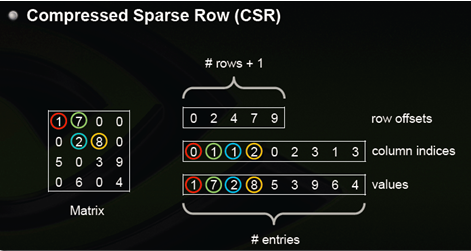 Compressed Sparse Row (CSR)
# rows + 1
0 2 4 7 9 row offsets
0 1 1 2 0 2 3 1 3 column indices
1 7 2 8 5 3 9 6 4 values
# entries
1 7 0 0
0 2 8 0
5 0 3 9
0 6 0 4
Matrix